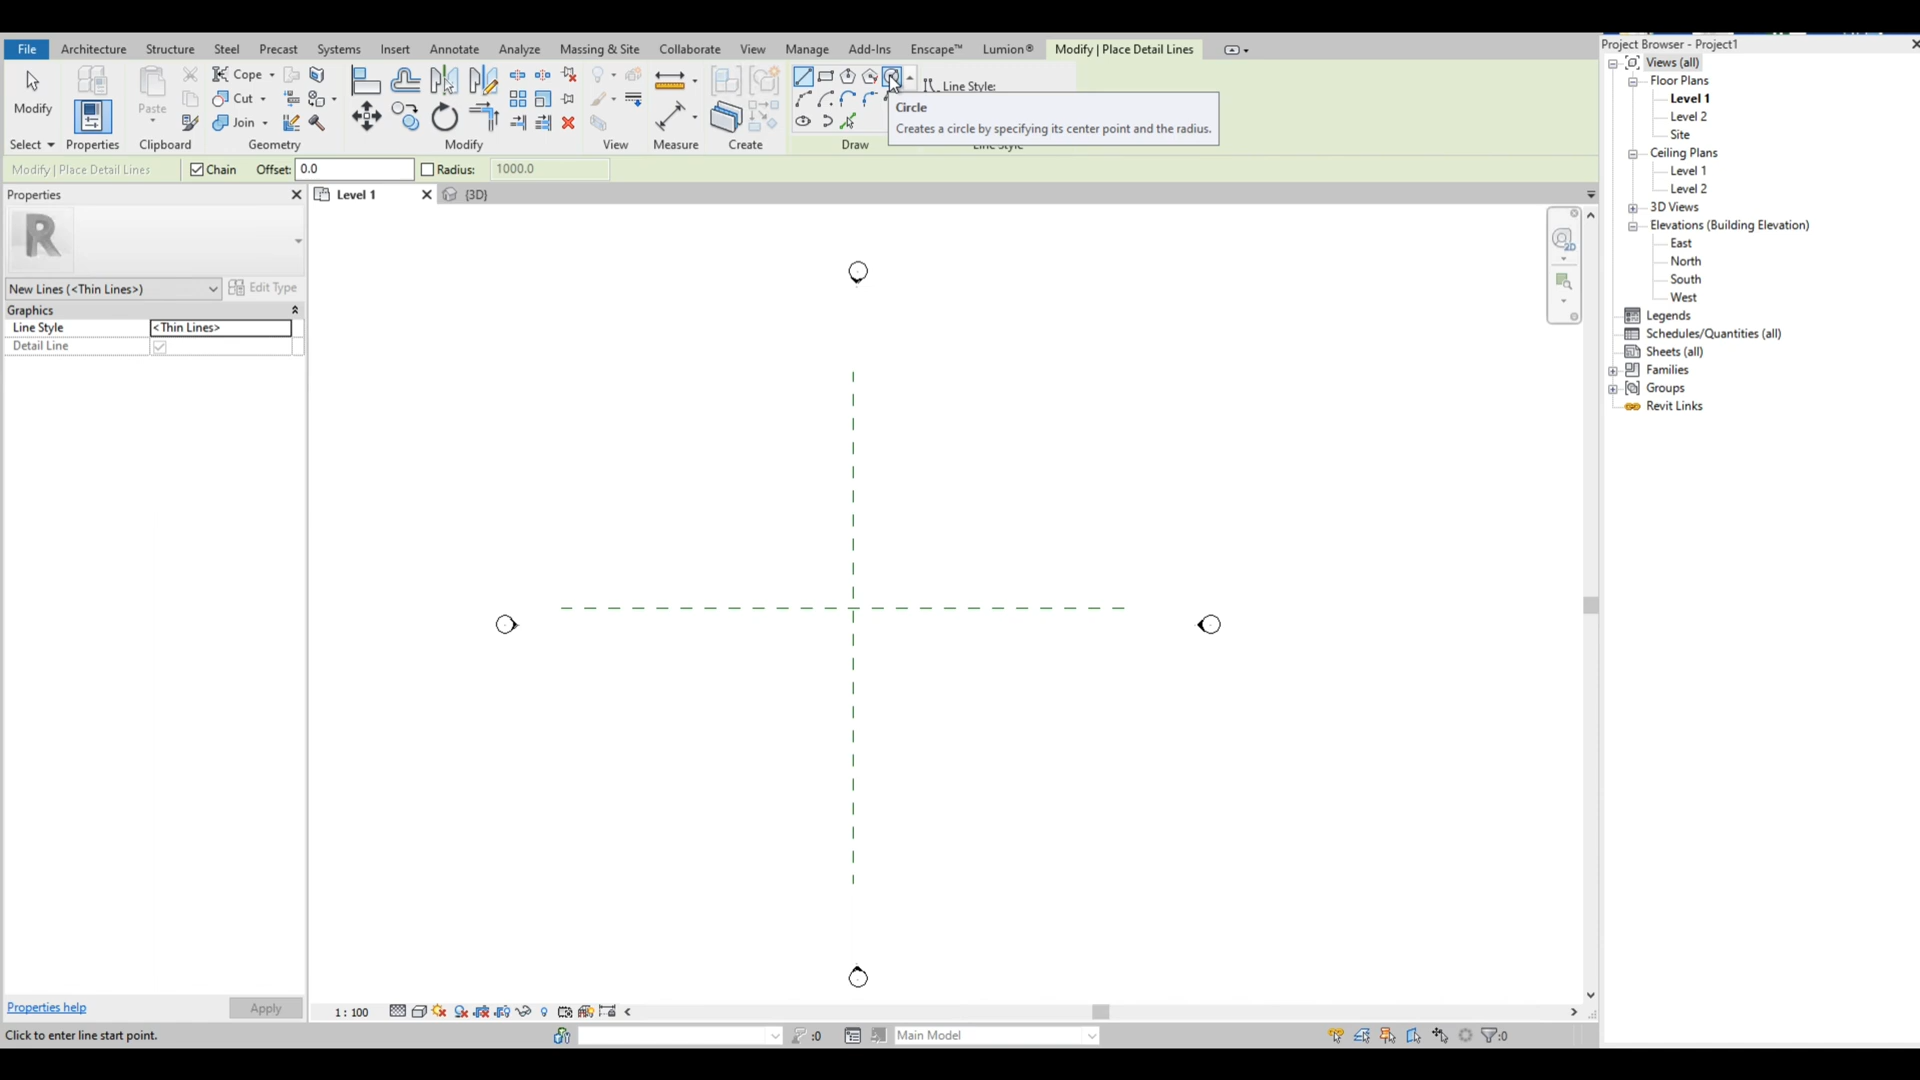 File Architecture Structure Steel Precast Systems Insert Annotate Analyze Massing & Site Collaborate View Manage Add-Ins Enscape™ Lumion® Modify | Place Detail Lines
Modify
Paste
Cope
Cut
Join
Line Style:
Circle
Creates a circle by specifying its center point and the radius.
Select Properties Clipboard Geometry Modify View Measure Create Draw Line Style
Modify | Place Detail Lines Chain Offset: 0.0 Radius: 1000.0
Properties
Level 1
{3D}
R
2D
New Lines (<Thin Lines>)
Edit Type
Graphics
Line Style <Thin Lines>
Detail Line
Properties help
Apply
1 : 100
Click to enter line start point.
:0
Main Model
:0
Project Browser - Project1
Views (all)
Floor Plans
Level 1
Level 2
Site
Ceiling Plans
Level 1
Level 2
3D Views
Elevations (Building Elevation)
East
North
South
West
Legends
Schedules/Quantities (all)
Sheets (all)
Families
Groups
Revit Links